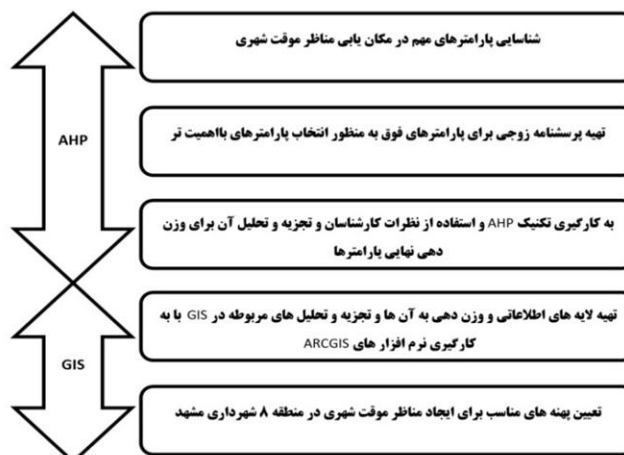 شناسایی پارامترهای مهم در مکان یابی مناظر موقت شهری
AHP
تهیه پرسشنامه زوجی برای پارامترهای فوق به منظور انتخاب پارامترهای بااهمیت تر
به کارگیری تکنیک AHP و استفاده از نظرات کارشناسان و تجزیه و تحلیل آن برای وزن
دهی نهایی پارامترها
تهیه لایه های اطلاعاتی و وزن دهی به آن ها و تجزیه و تحلیل های مربوطه در GIS با به
کارگیری نرم افزار های ARCGIS
GIS
تعیین پهنه های مناسب برای ایجاد مناظر موقت شهری در منطقه ۸ شهرداری مشهد